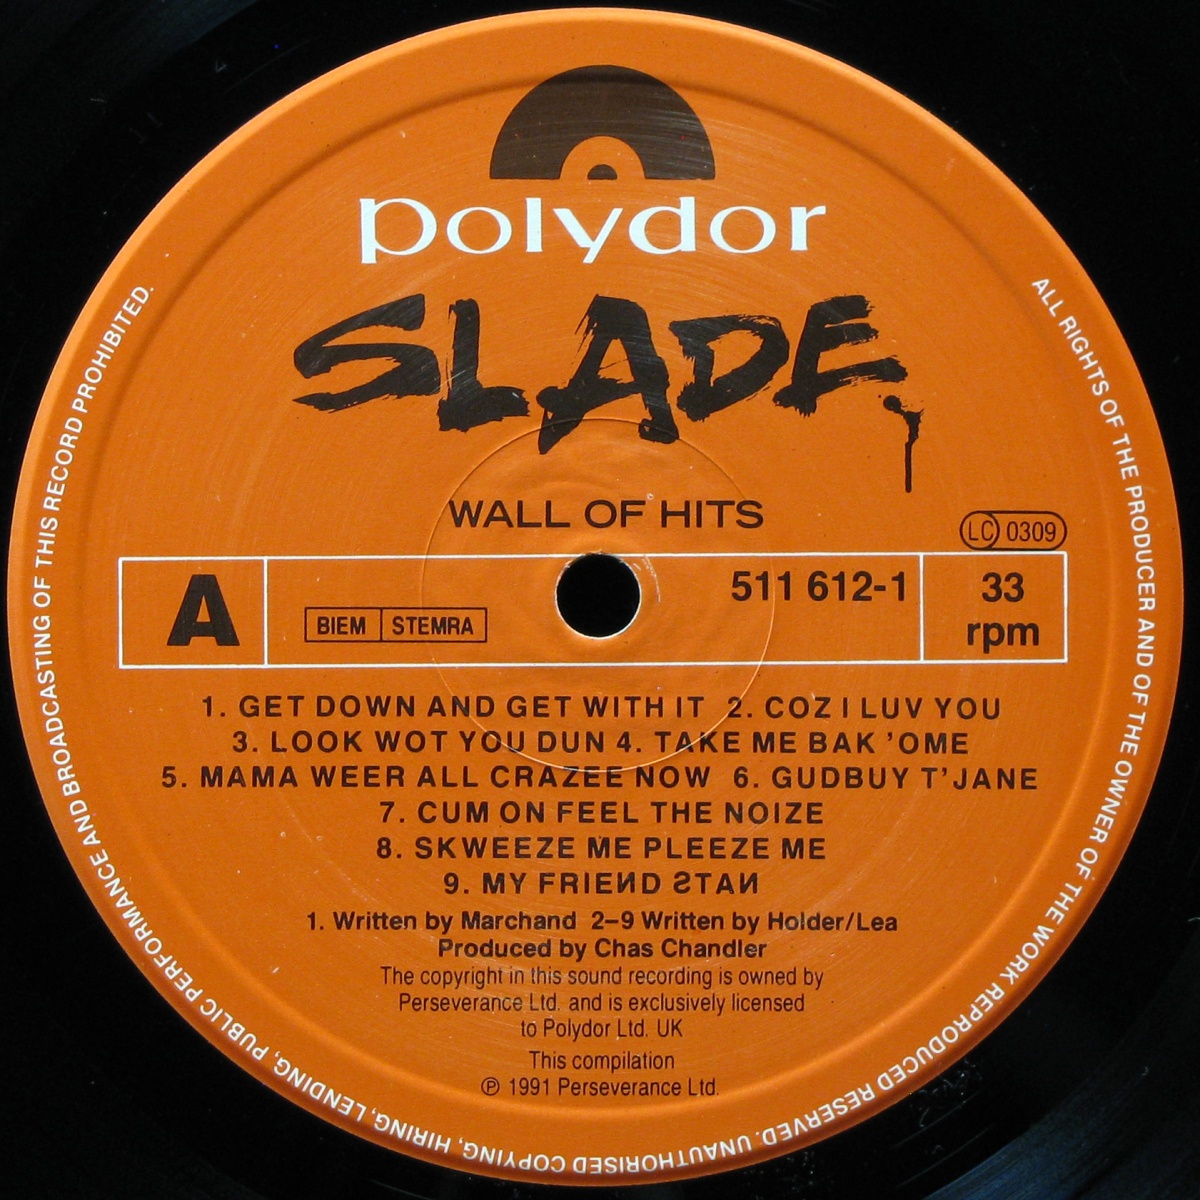 polydor
SLADE
WALL OF HITS
LC 0309
A
BIEM STEMRA
511 612-1
33
rpm
1. GET DOWN AND GET WITH IT 2. COZ I LUV YOU
3. LOOK WOT YOU DUN 4. TAKE ME BAK 'OME
5. MAMA WEER ALL CRAZEE NOW 6. GUDBUY T'JANE
7. CUM ON FEEL THE NOIZE
8. SKWEEZE ME PLEEZE ME
9. MY FRIEИD ƧTAИ
1. Written by Marchand 2–9 Written by Holder/Lea
Produced by Chas Chandler
The copyright in this sound recording is owned by
Perseverance Ltd. and is exclusively licensed
to Polydor Ltd. UK
This compilation
℗ 1991 Perseverance Ltd.
ALL RIGHTS OF THE PRODUCER AND OF THE OWNER OF THE WORK REPRODUCED RESERVED. UNAUTHORISED COPYING, HIRING, LENDING, PUBLIC PERFORMANCE AND BROADCASTING OF THIS RECORD PROHIBITED.